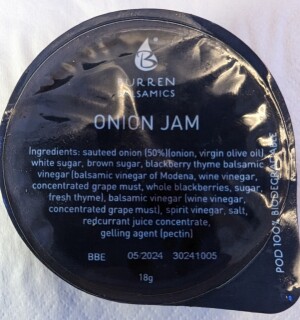 B
BURREN
BALSAMICS
ONION JAM
Ingredients: sauteed onion (50%)(onion, virgin olive oil)
white sugar, brown sugar, blackberry thyme balsamic
vinegar (balsamic vinegar of Modena, wine vinegar,
concentrated grape must, whole blackberries, sugar,
fresh thyme), balsamic vinegar (wine vinegar,
concentrated grape must), spirit vinegar, salt,
redcurrant juice concentrate,
gelling agent (pectin)
BBE 05/2024 30241005
18g
POD 100% BIODEGRADABLE